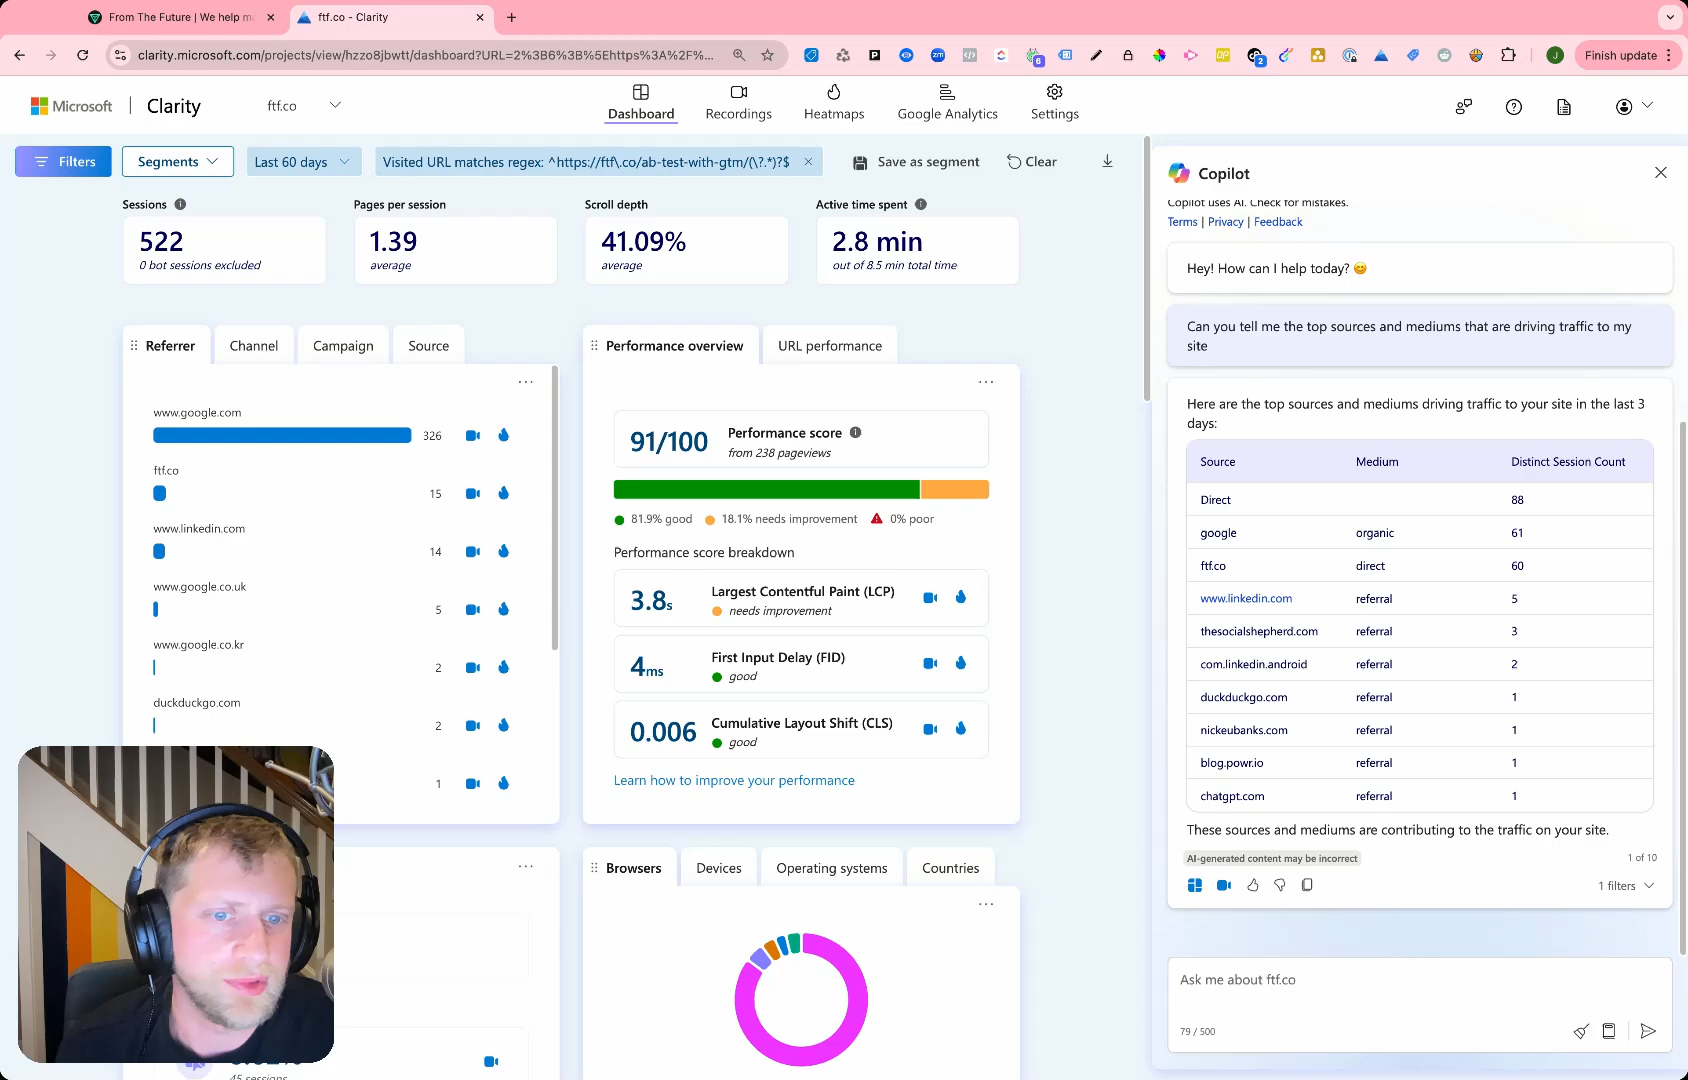 From The Future | We help m
ftf.co - Clarity
clarity.microsoft.com/projects/view/hzzo8jbwtt/dashboard?URL=2%3B6%3B%5Ehttps%3A%2F%...
Finish update
Microsoft | Clarity
ftf.co
Dashboard
Recordings
Heatmaps
Google Analytics
Settings
Filters
Segments
Last 60 days
Visited URL matches regex: ^https://ftf\.co/ab-test-with-gtm/(\?.*)?$
Save as segment
Clear
Sessions
522
0 bot sessions excluded
Pages per session
1.39
average
Scroll depth
41.09%
average
Active time spent
2.8 min
out of 8.5 min total time
Referrer
Channel
Campaign
Source
www.google.com
326
ftf.co
15
www.linkedin.com
14
www.google.co.uk
5
www.google.co.kr
2
duckduckgo.com
2
1
45 sessions
Performance overview
URL performance
91/100
Performance score
from 238 pageviews
81.9% good
18.1% needs improvement
0% poor
Performance score breakdown
3.8s
Largest Contentful Paint (LCP)
needs improvement
4ms
First Input Delay (FID)
good
0.006
Cumulative Layout Shift (CLS)
good
Learn how to improve your performance
Browsers
Devices
Operating systems
Countries
Copilot
Copilot uses AI. Check for mistakes.
Terms | Privacy | Feedback
Hey! How can I help today? 😊
Can you tell me the top sources and mediums that are driving traffic to my
site
Here are the top sources and mediums driving traffic to your site in the last 3
days:
Source Medium Distinct Session Count
Direct 88
google organic 61
ftf.co direct 60
www.linkedin.com referral 5
thesocialshepherd.com referral 3
com.linkedin.android referral 2
duckduckgo.com referral 1
nickeubanks.com referral 1
blog.powr.io referral 1
chatgpt.com referral 1
These sources and mediums are contributing to the traffic on your site.
AI-generated content may be incorrect
1 of 10
1 filters
Ask me about ftf.co
79 / 500